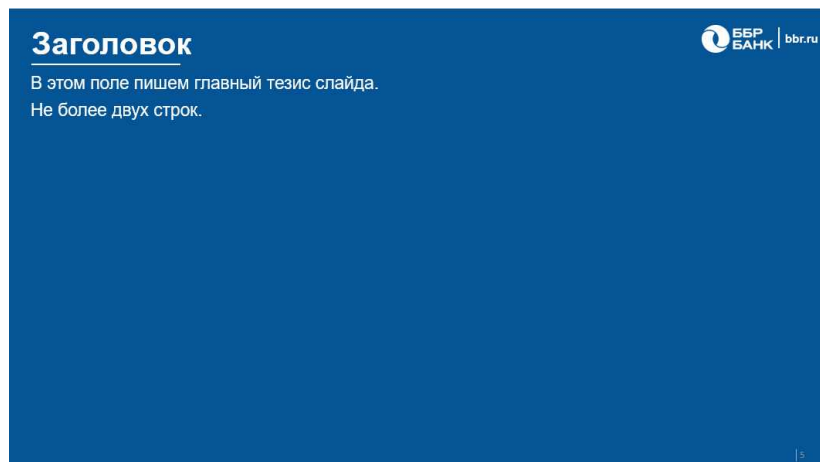 Заголовок
ББР
БАНК
bbr.ru
В этом поле пишем главный тезис слайда.
Не более двух строк.
5